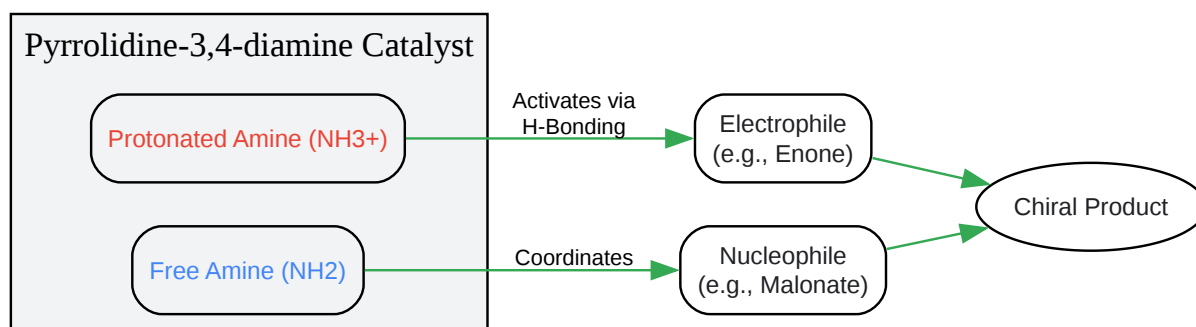 Pyrrolidine-3,4-diamine Catalyst
Protonated Amine (NH3+)
Activates via
H-Bonding
Electrophile
(e.g., Enone)
Chiral Product
Free Amine (NH2)
Coordinates
Nucleophile
(e.g., Malonate)